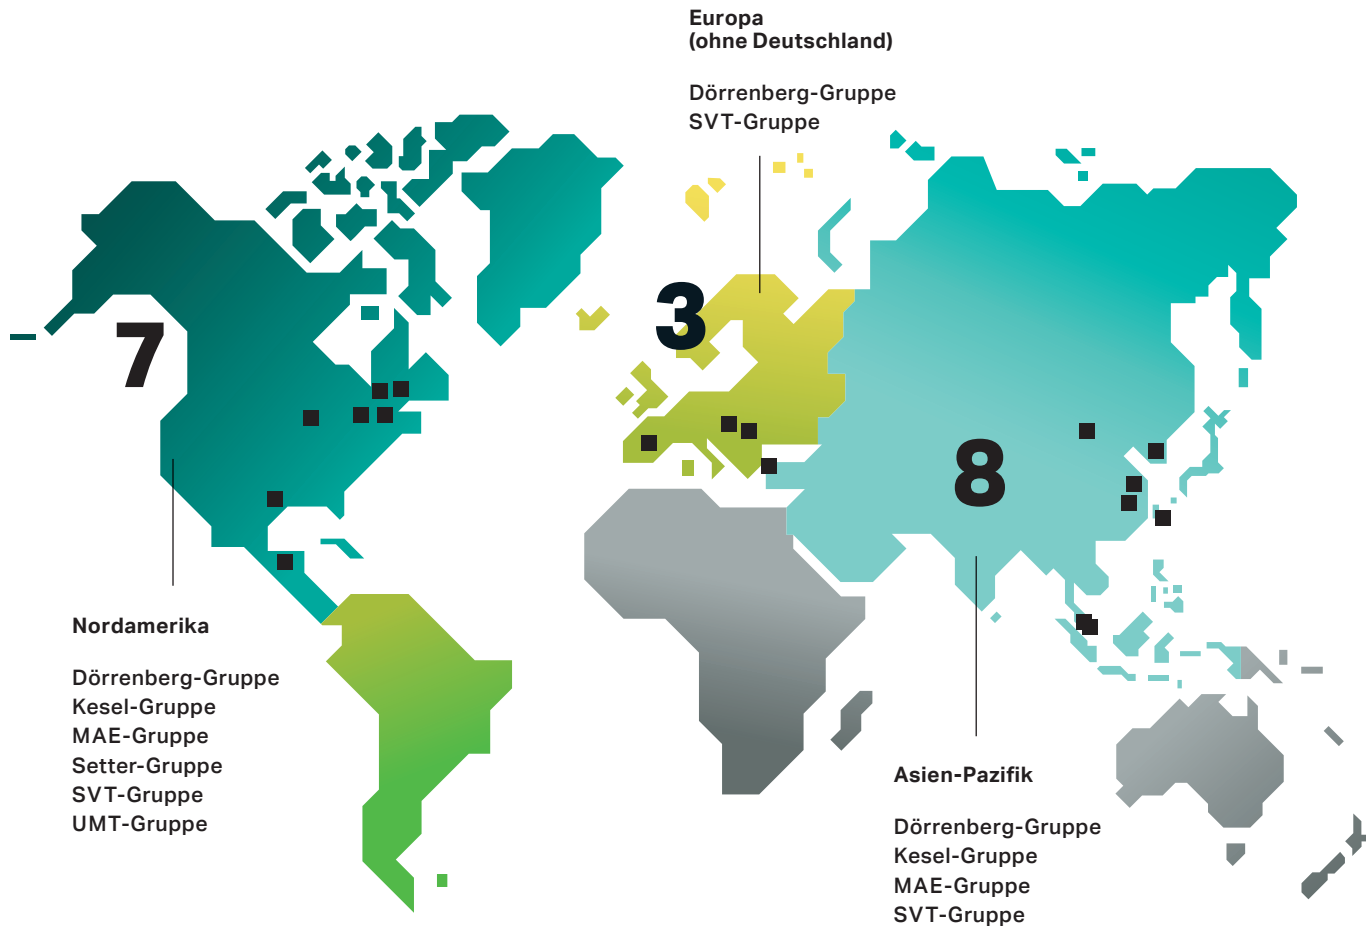 Europa
(ohne Deutschland)
Dörrenberg-Gruppe
SVT-Gruppe
7
3
8
Nordamerika
Dörrenberg-Gruppe
Kesel-Gruppe
MAE-Gruppe
Setter-Gruppe
SVT-Gruppe
UMT-Gruppe
Asien-Pazifik
Dörrenberg-Gruppe
Kesel-Gruppe
MAE-Gruppe
SVT-Gruppe